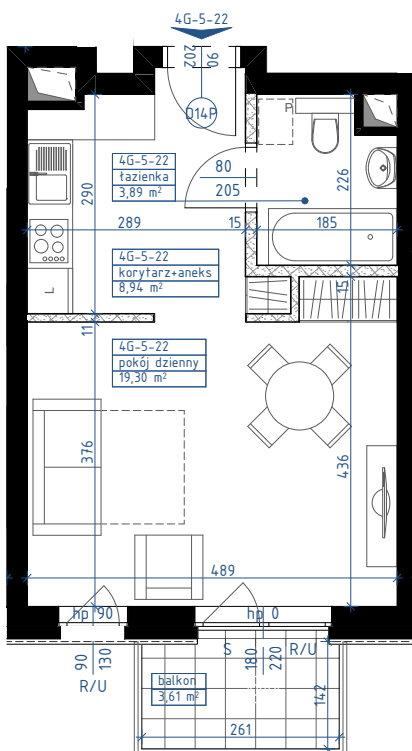 4G-5-22
202
90
D14P
P
80
205
226
4G-5-22
łazienka
3,89 m²
290
289
15
185
4G-5-22
korytarz+aneks
8,94 m²
15
L
11
4G-5-22
pokój dzienny
19,30 m²
376
436
489
hp 90
hp 0
90
130
R/U
S
180
220
R/U
balkon
3,61 m²
142
261